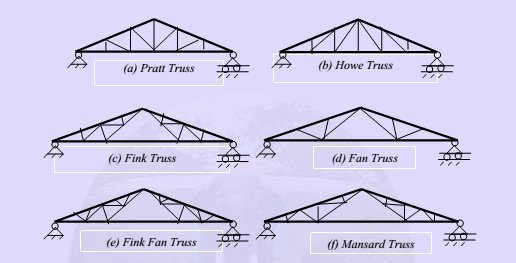 (a) Pratt Truss
(b) Howe Truss
(c) Fink Truss
(d) Fan Truss
(e) Fink Fan Truss
(f) Mansard Truss